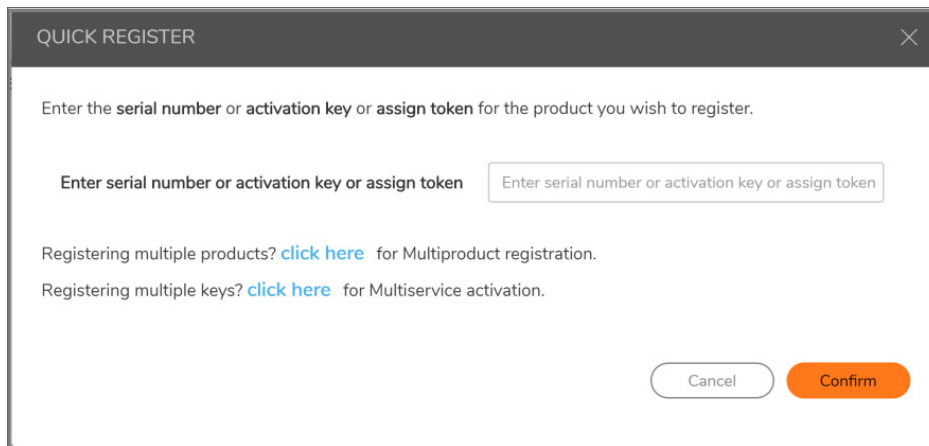 QUICK REGISTER
Enter the serial number or activation key or assign token for the product you wish to register.
Enter serial number or activation key or assign token
Enter serial number or activation key or assign token
Registering multiple products? click here for Multiproduct registration.
Registering multiple keys? click here for Multiservice activation.
Cancel
Confirm